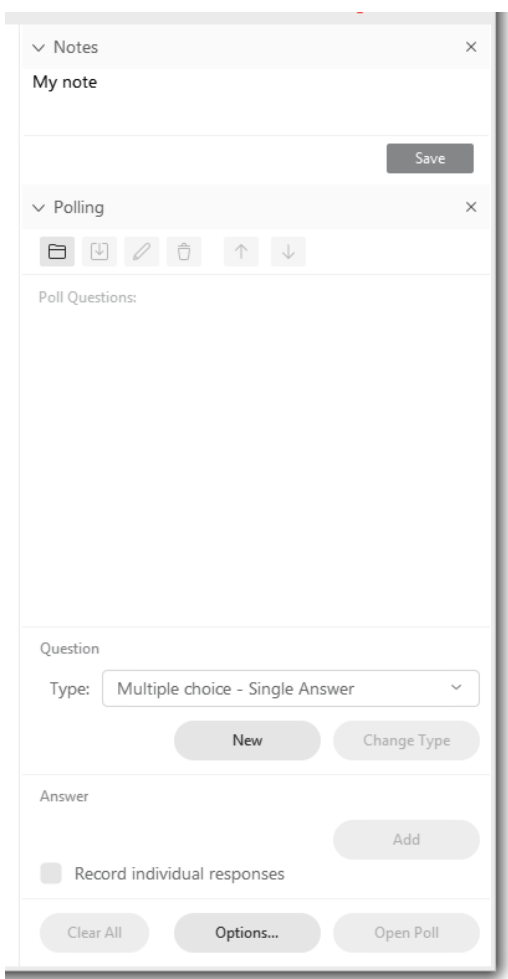 Notes
My note
Save
Polling
Poll Questions:
Question
Type: Multiple choice - Single Answer
New Change Type
Answer
Add
Record individual responses
Clear All Options... Open Poll